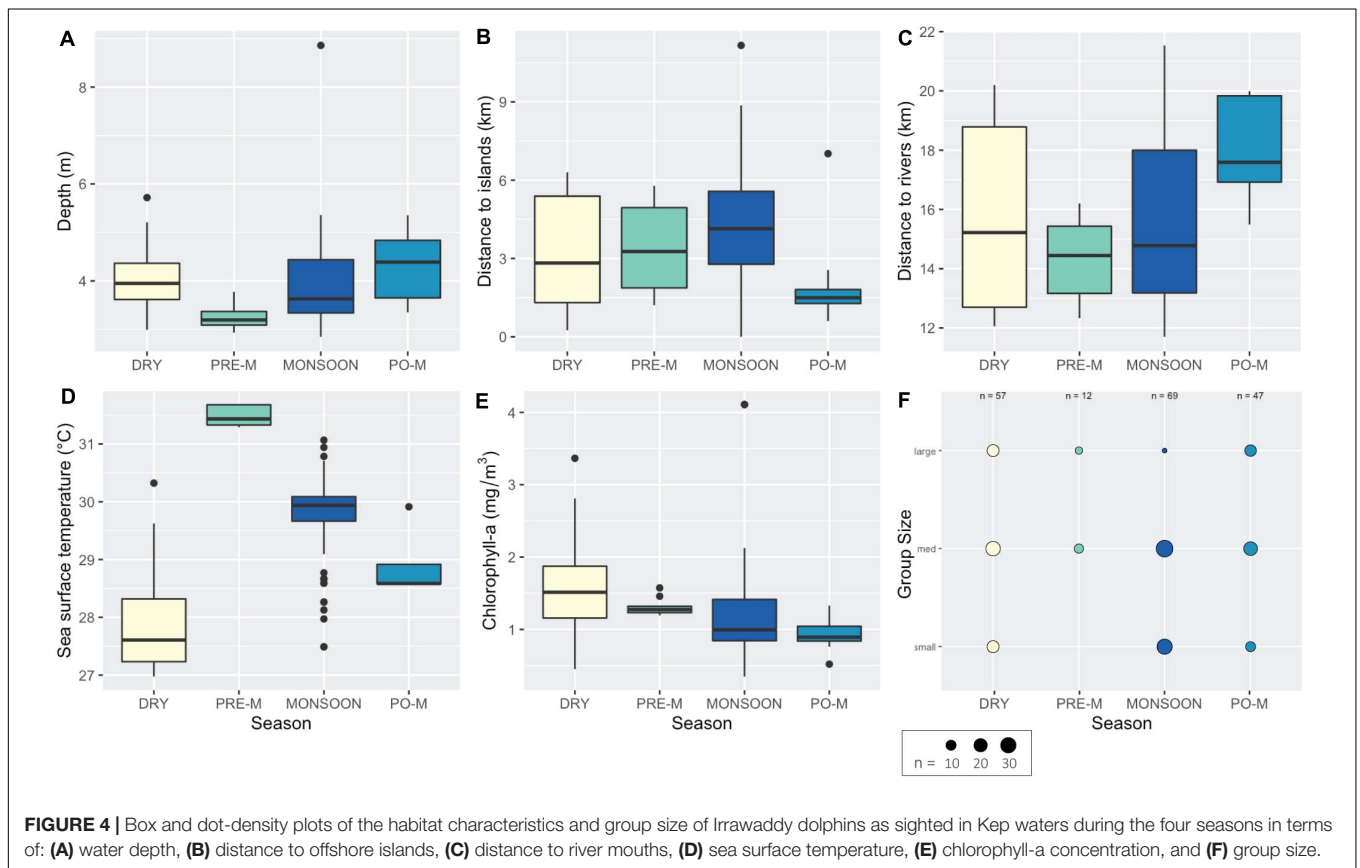 A
Depth (m)
8
6
4
DRY PRE-M MONSOON PO-M
B
Distance to islands (km)
9
6
3
0
DRY PRE-M MONSOON PO-M
C
Distance to rivers (km)
22
20
18
16
14
12
DRY PRE-M MONSOON PO-M
D
Sea surface temperature (°C)
31
30
29
28
27
DRY PRE-M MONSOON PO-M
Season
E
Chlorophyll-a (mg/m³)
4
3
2
1
DRY PRE-M MONSOON PO-M
Season
F
Group Size
n = 57 n = 12 n = 69 n = 47
large
med
small
DRY PRE-M MONSOON PO-M
Season
n = 10 20 30
FIGURE 4 | Box and dot-density plots of the habitat characteristics and group size of Irrawaddy dolphins as sighted in Kep waters during the four seasons in terms
of: (A) water depth, (B) distance to offshore islands, (C) distance to river mouths, (D) sea surface temperature, (E) chlorophyll-a concentration, and (F) group size.